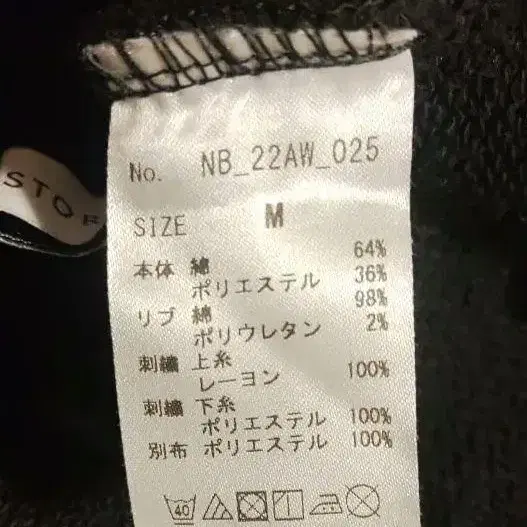 No. NB_22AW_025
STOF
SIZE M
本体 綿 64%
ポリエステル 36%
リブ 綿 98%
ポリウレタン 2%
刺繍 上糸
レーヨン 100%
刺繍 下糸
ポリエステル 100%
別布 ポリエステル 100%
40